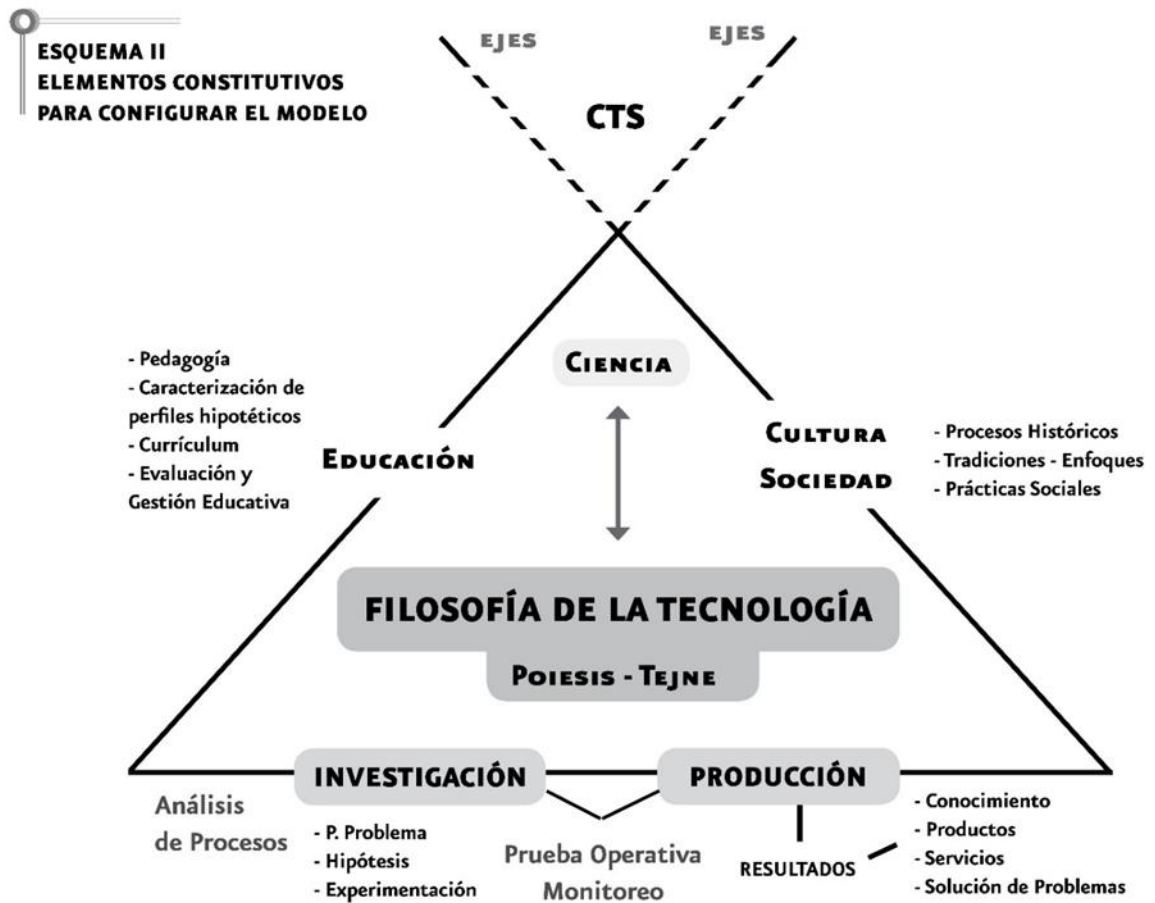 ESQUEMA II
ELEMENTOS CONSTITUTIVOS
PARA CONFIGURAR EL MODELO
EJES
EJES
CTS
CIENCIA
- Pedagogía
- Caracterización de
perfiles hipotéticos
- Currículum
- Evaluación y
Gestión Educativa
EDUCACIÓN
CULTURA
SOCIEDAD
- Procesos Históricos
- Tradiciones - Enfoques
- Prácticas Sociales
FILOSOFÍA DE LA TECNOLOGÍA
POIESIS - TEJNE
INVESTIGACIÓN
PRODUCCIÓN
Análisis
de Procesos
- P. Problema
- Hipótesis
- Experimentación
Prueba Operativa
Monitoreo
RESULTADOS
- Conocimiento
- Productos
- Servicios
- Solución de Problemas